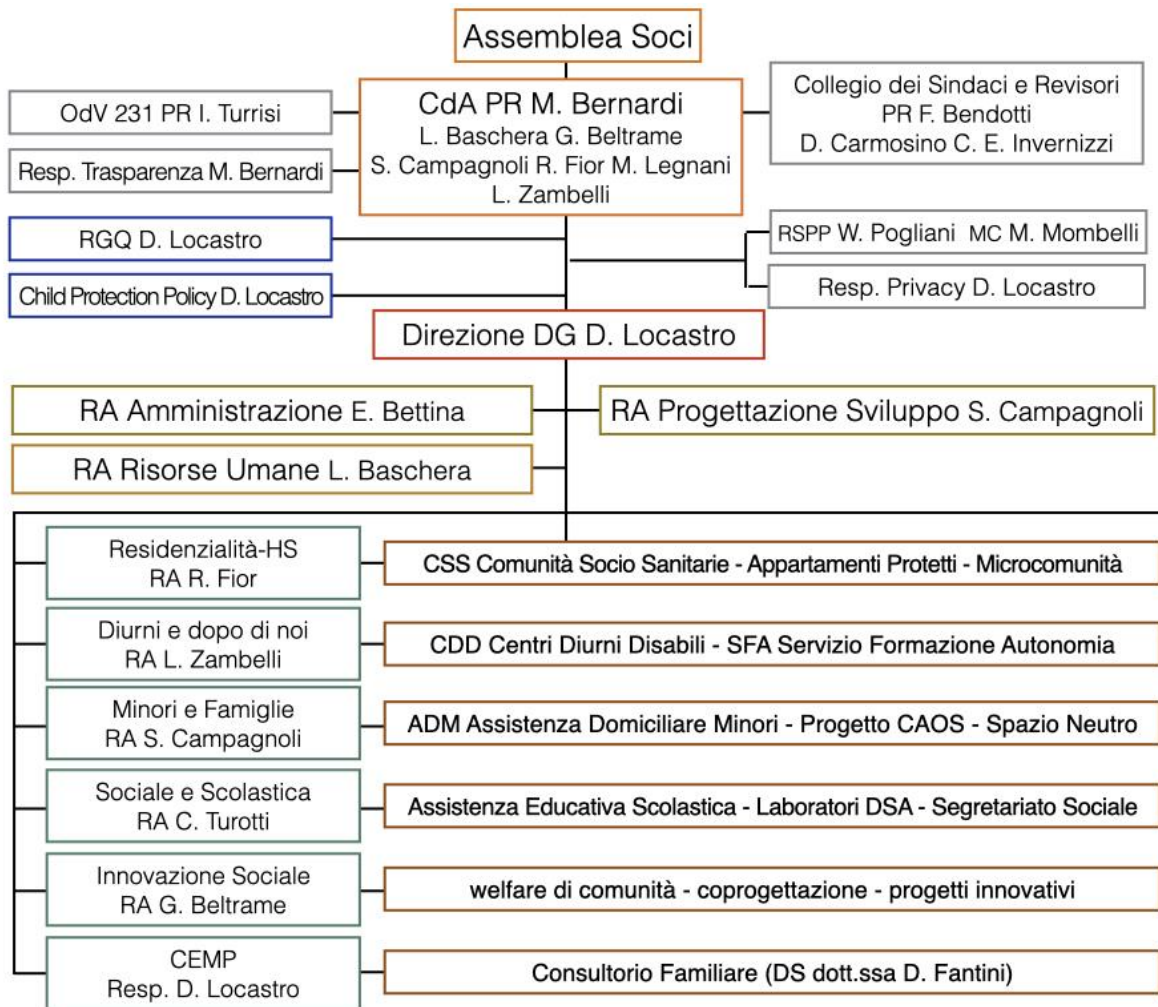 Assemblea Soci
OdV 231 PR I. Turrisi
Resp. Trasparenza M. Bernardi
CdA PR M. Bernardi
L. Baschera G. Beltrame
S. Campagnoli R. Fior M. Legnani
L. Zambelli
Collegio dei Sindaci e Revisori
PR F. Bendotti
D. Carmosino C. E. Invernizzi
RGQ D. Locastro
Child Protection Policy D. Locastro
RSPP W. Pogliani MC M. Mombelli
Resp. Privacy D. Locastro
Direzione DG D. Locastro
RA Amministrazione E. Bettina
RA Progettazione Sviluppo S. Campagnoli
RA Risorse Umane L. Baschera
Residenzialità-HS
RA R. Fior
CSS Comunità Socio Sanitarie - Appartamenti Protetti - Microcomunità
Diurni e dopo di noi
RA L. Zambelli
CDD Centri Diurni Disabili - SFA Servizio Formazione Autonomia
Minori e Famiglie
RA S. Campagnoli
ADM Assistenza Domiciliare Minori - Progetto CAOS - Spazio Neutro
Sociale e Scolastica
RA C. Turotti
Assistenza Educativa Scolastica - Laboratori DSA - Segretariato Sociale
Innovazione Sociale
RA G. Beltrame
welfare di comunità - coprogettazione - progetti innovativi
CEMP
Resp. D. Locastro
Consultorio Familiare (DS dott.ssa D. Fantini)